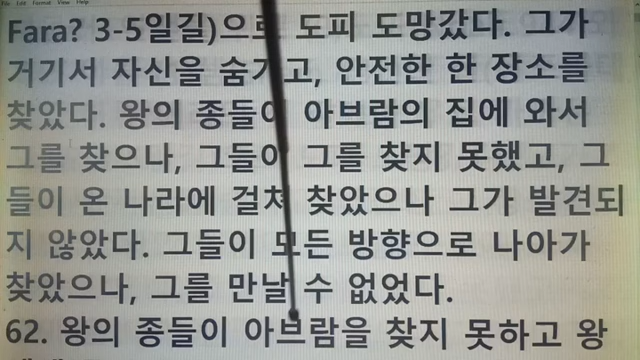 Fara? 3-5일길)으로 도피 도망갔다. 그가
거기서 자신을 숨기고, 안전한 한 장소를
찾았다. 왕의 종들이 아브람의 집에 와서
그를 찾으나, 그들이 그를 찾지 못했고, 그
들이 온 나라에 걸쳐 찾았으나 그가 발견되
지 않았다. 그들이 모든 방향으로 나아가
찾았으나, 그를 만날 수 없었다.
62. 왕의 종들이 아브람을 찾지 못하고 왕